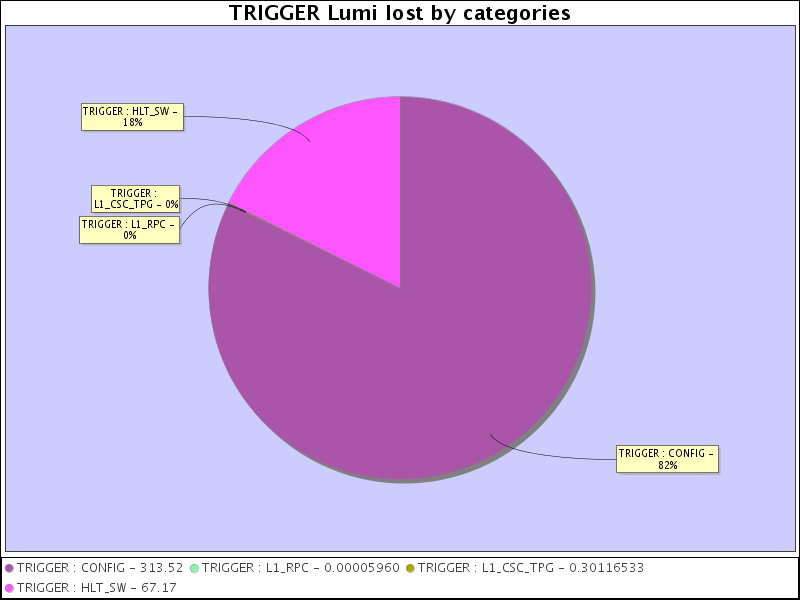 TRIGGER Lumi lost by categories
TRIGGER : HLT_SW –
18%
TRIGGER :
L1_CSC_TPG – 0%
TRIGGER : L1_RPC –
0%
TRIGGER : CONFIG –
82%
TRIGGER : CONFIG – 313.52 TRIGGER : L1_RPC – 0.00005960 TRIGGER : L1_CSC_TPG – 0.30116533
TRIGGER : HLT_SW – 67.17